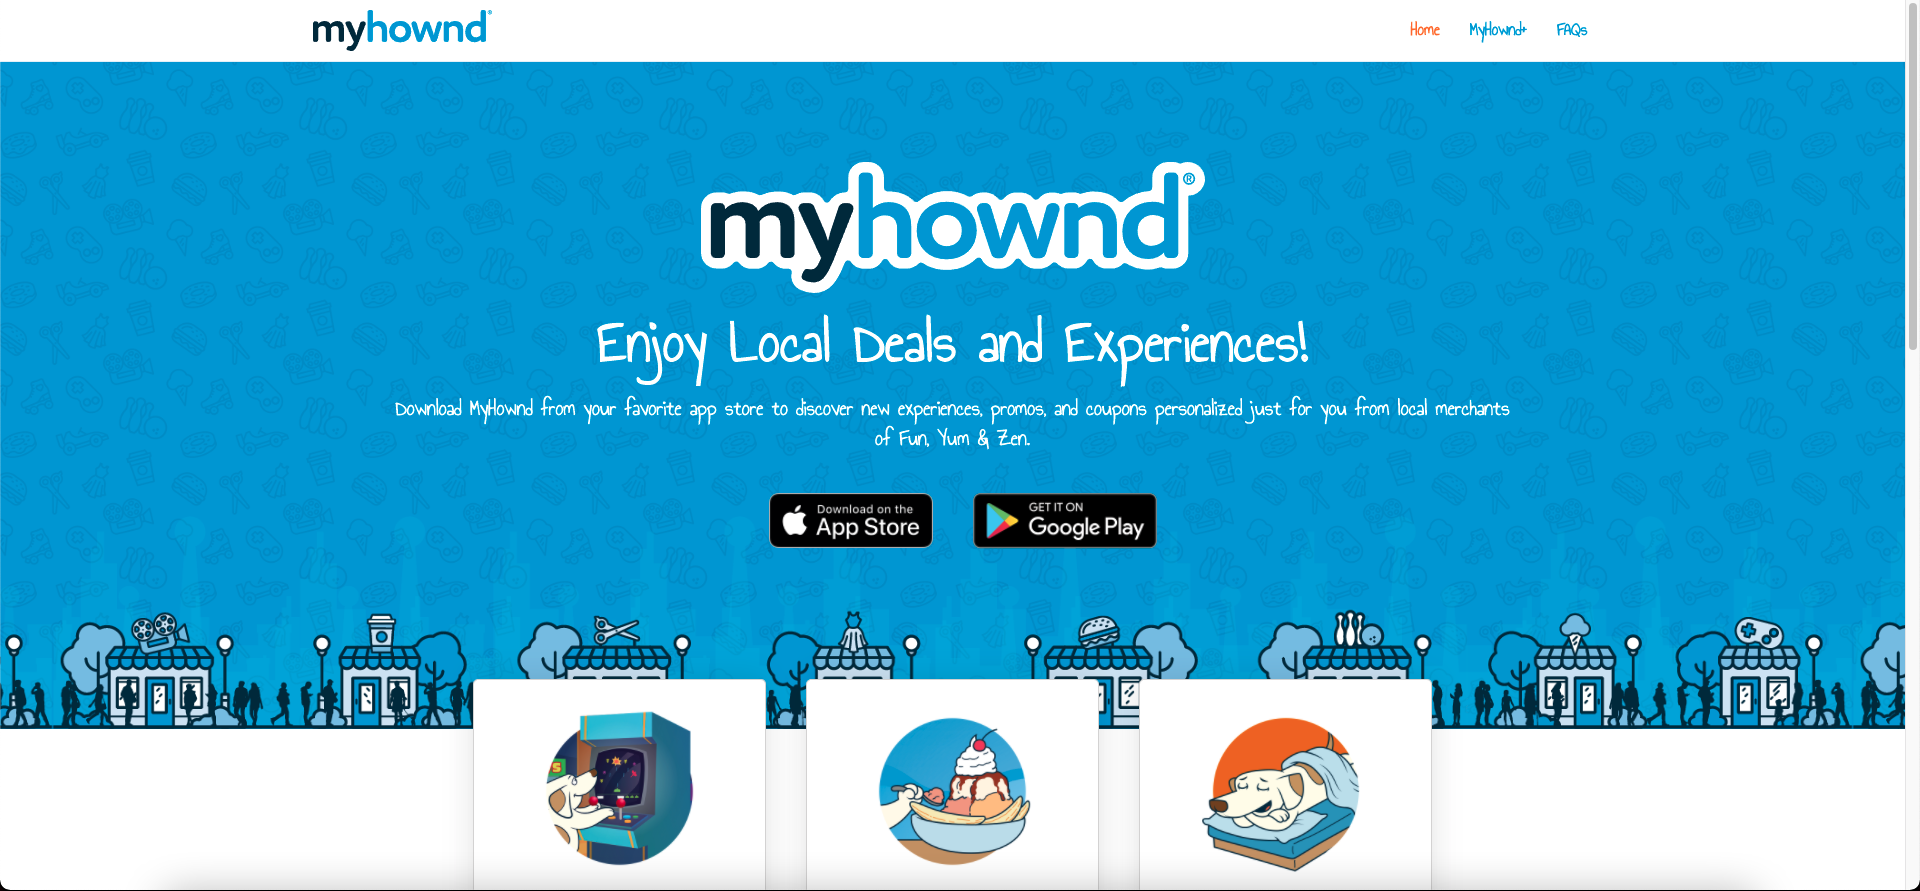 myhownd®
Home
MyHownd+
FAQs
myhownd®
Enjoy Local Deals and Experiences!
Download MyHownd from your favorite app store to discover new experiences, promos, and coupons personalized just for you from local merchants
of Fun, Yum & Zen.
Download on the
App Store
GET IT ON
Google Play
S